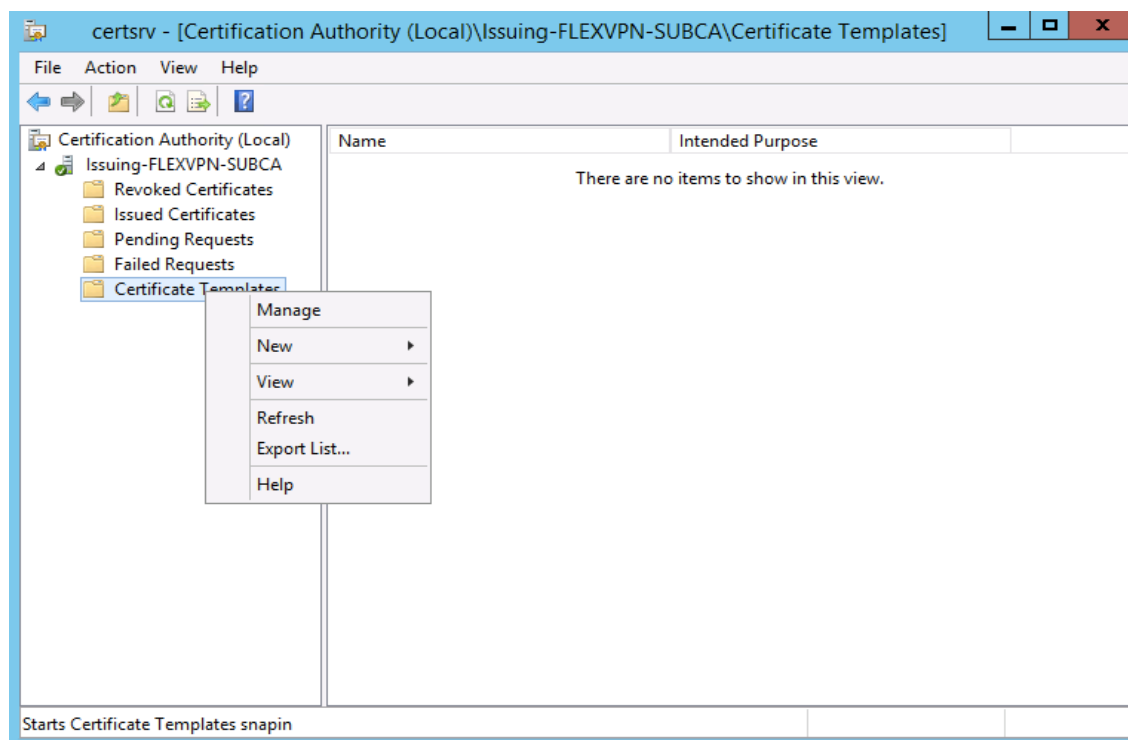 certsrv - [Certification Authority (Local)\Issuing-FLEXVPN-SUBCA\Certificate Templates]
File Action View Help
Certification Authority (Local)
Issuing-FLEXVPN-SUBCA
Revoked Certificates
Issued Certificates
Pending Requests
Failed Requests
Certificate Templates
Name Intended Purpose
There are no items to show in this view.
Manage
New
View
Refresh
Export List...
Help
Starts Certificate Templates snapin